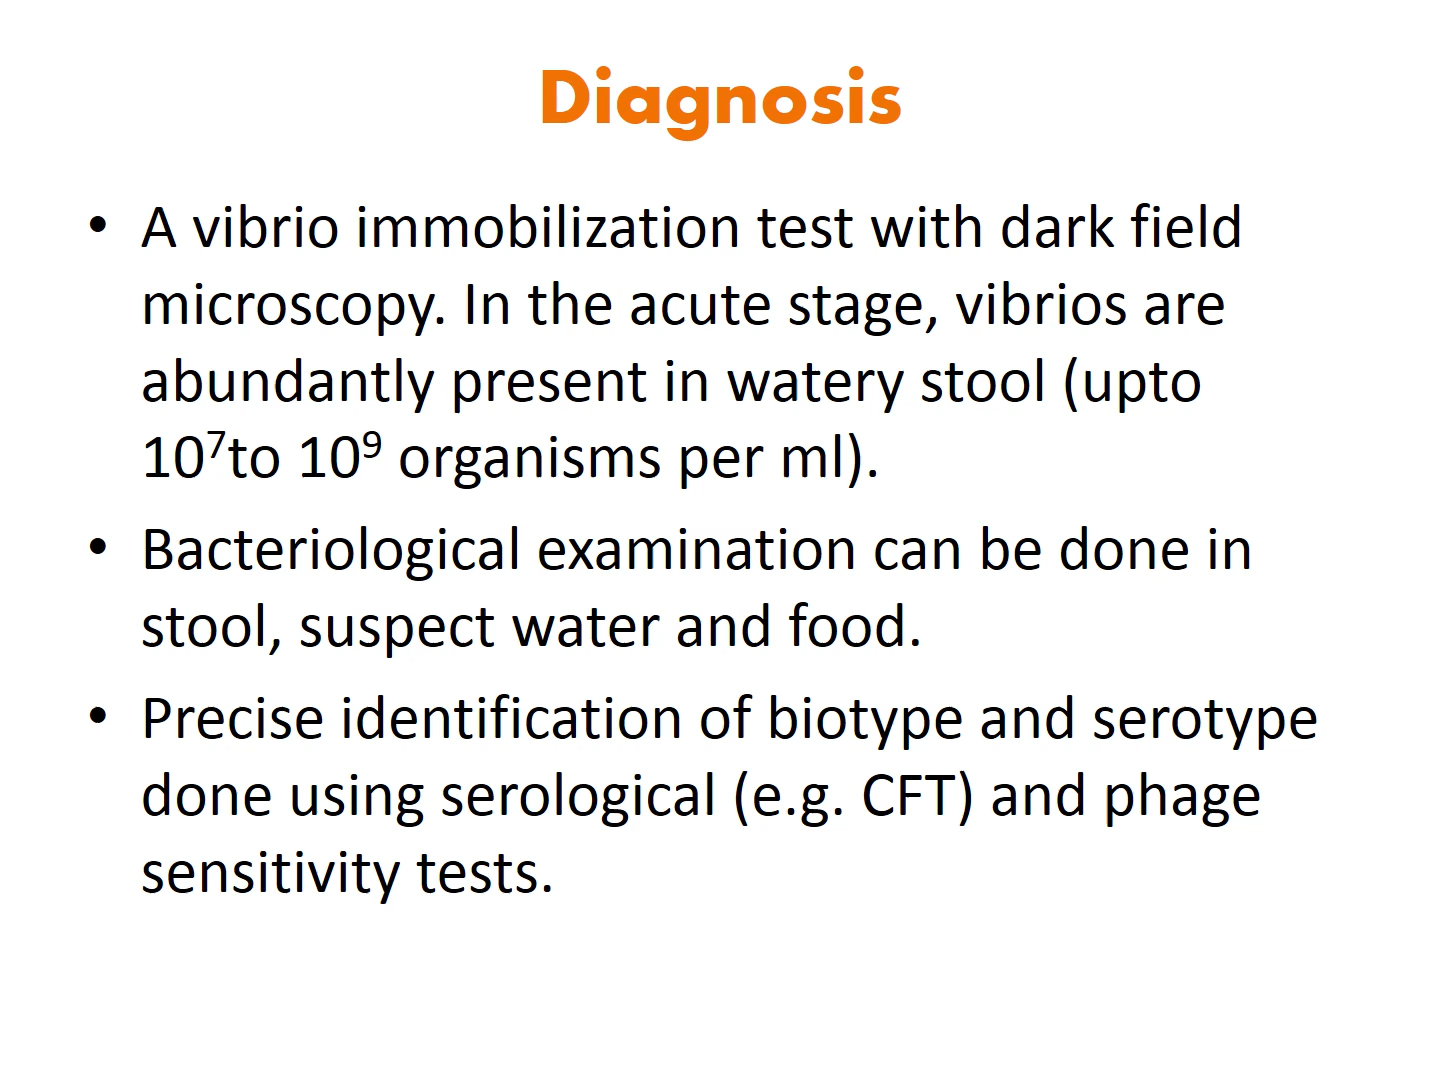 Diagnosis
• A vibrio immobilization test with dark field
microscopy. In the acute stage, vibrios are
abundantly present in watery stool (upto
10⁷to 10⁹ organisms per ml).
• Bacteriological examination can be done in
stool, suspect water and food.
• Precise identification of biotype and serotype
done using serological (e.g. CFT) and phage
sensitivity tests.